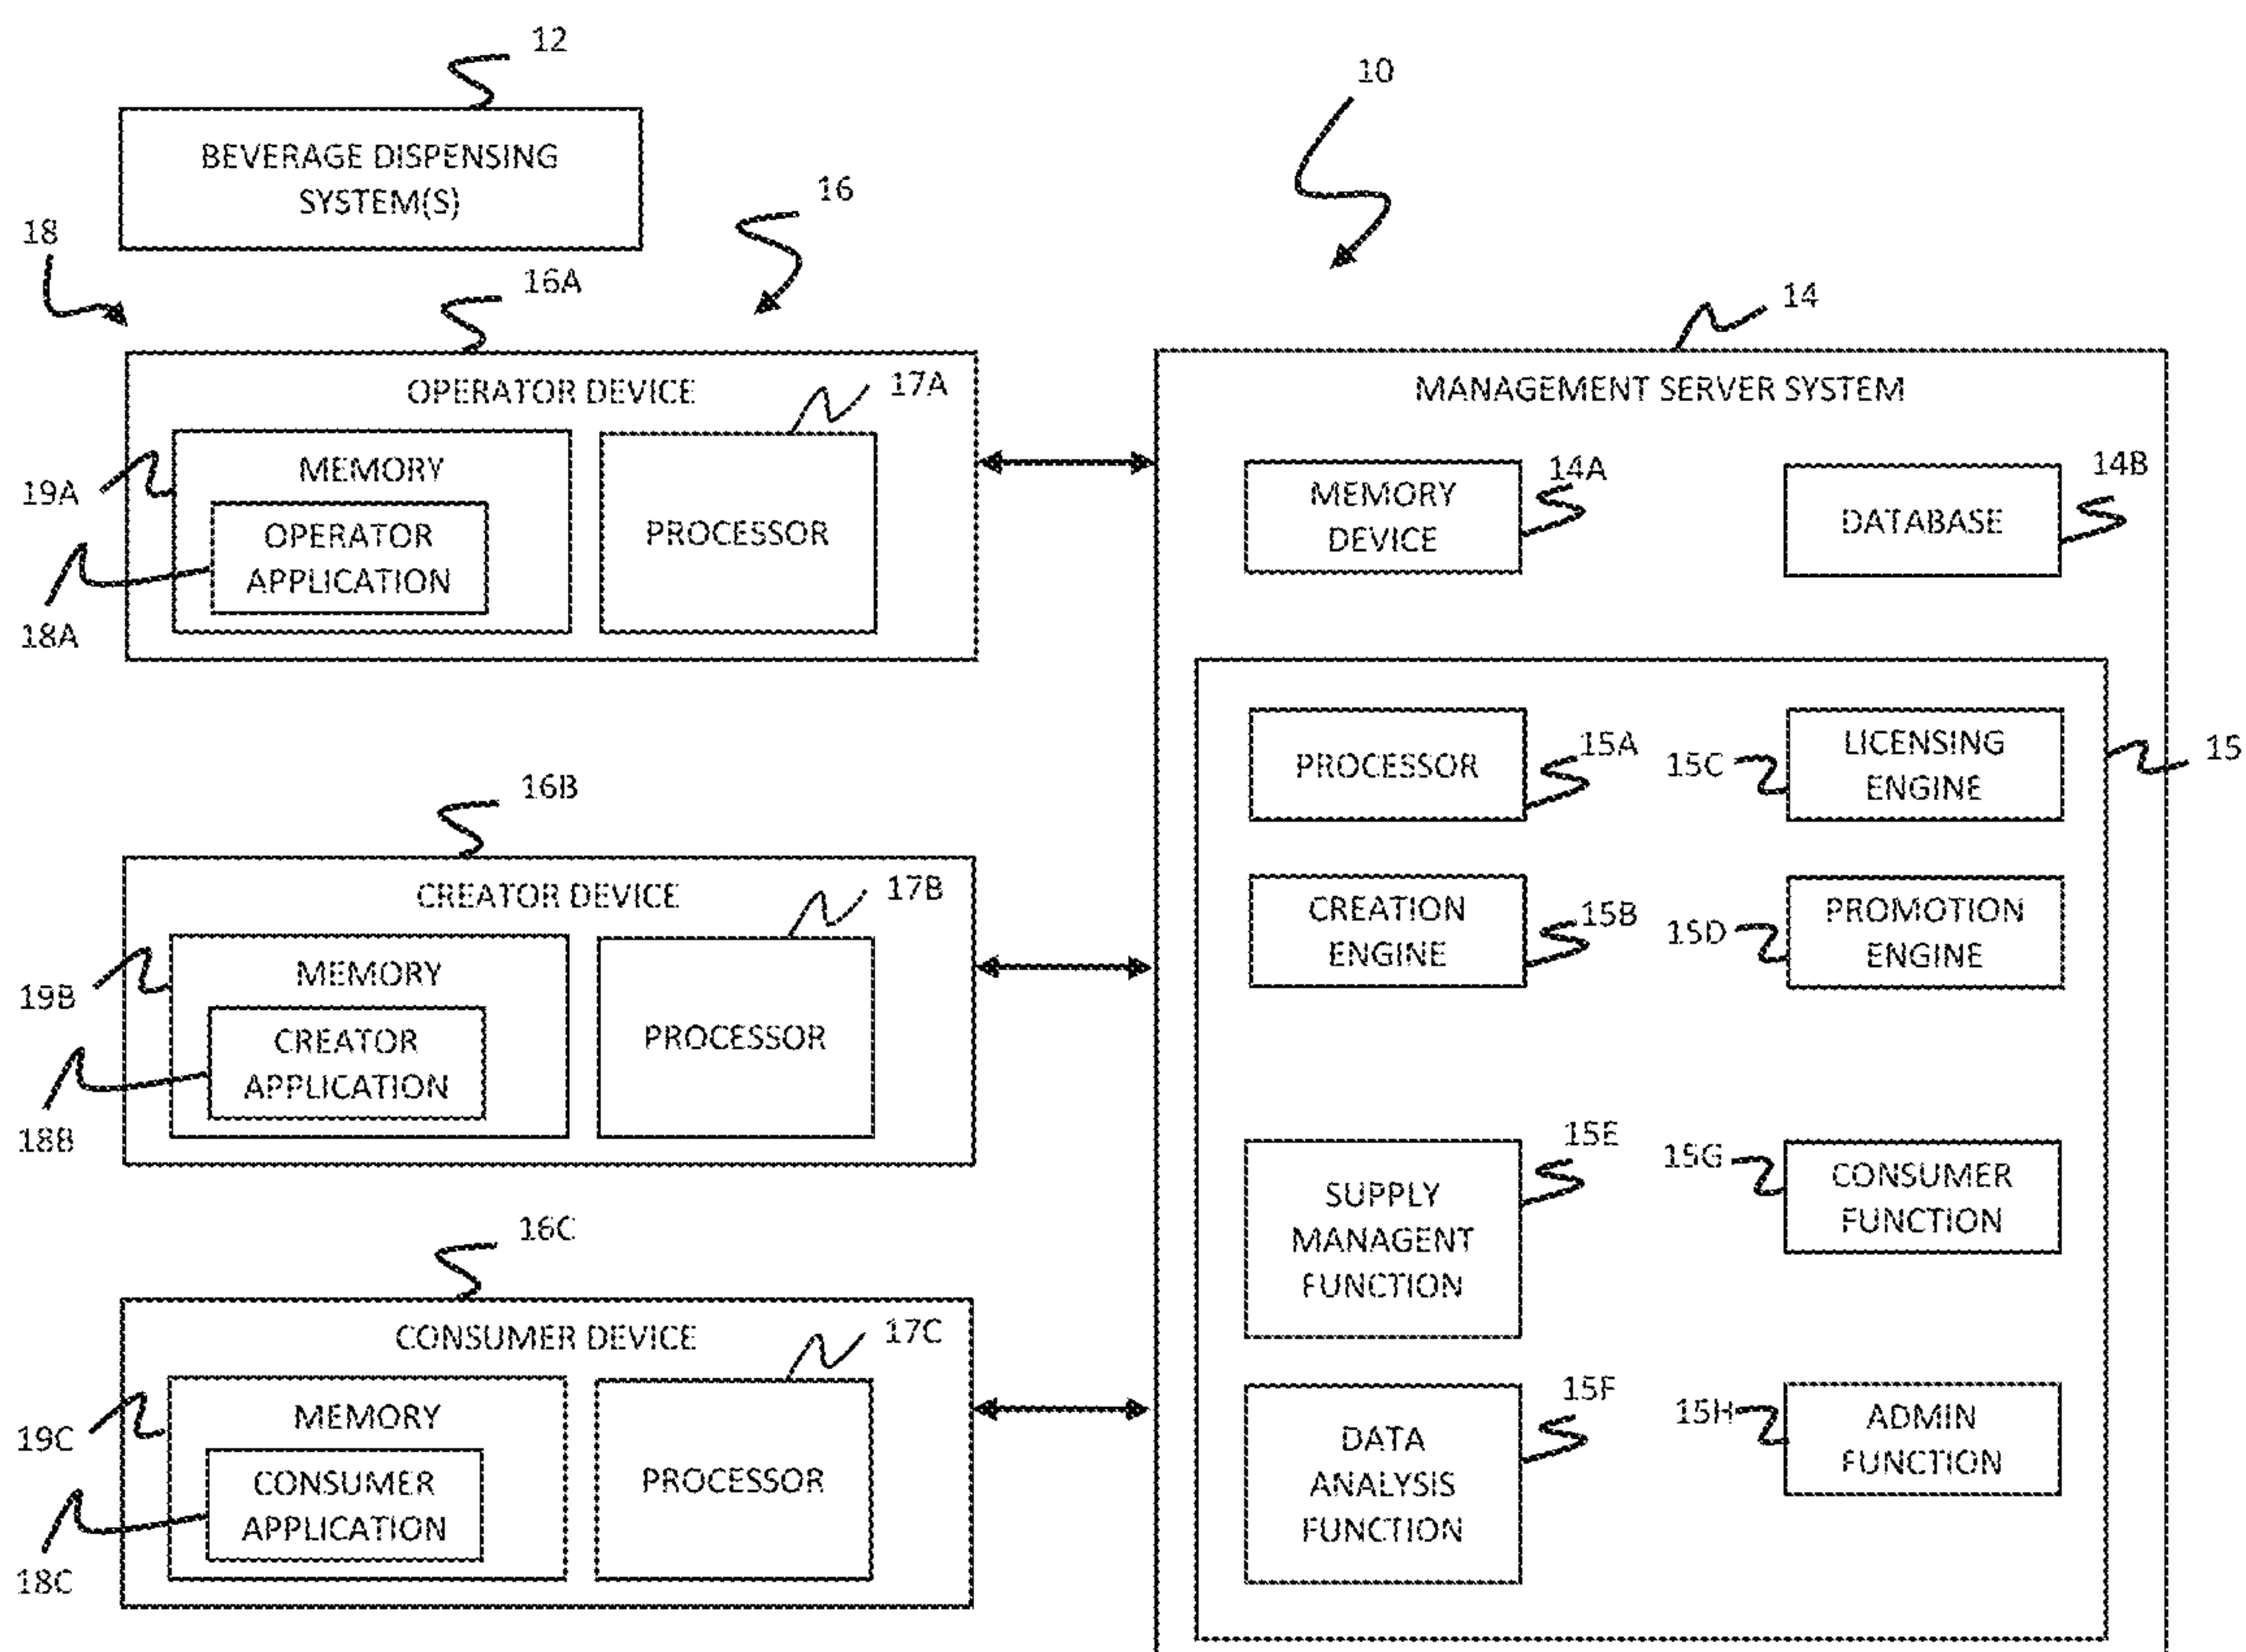 12
10
BEVERAGE DISPENSING
SYSTEM(S)
16
18
16A
14
OPERATOR DEVICE
17A
MEMORY
19A
OPERATOR
APPLICATION
18A
PROCESSOR
MANAGEMENT SERVER SYSTEM
MEMORY
DEVICE
14A
DATABASE
14B
PROCESSOR
15A
15C
LICENSING
ENGINE
15
16B
CREATOR DEVICE
17B
MEMORY
19B
CREATOR
APPLICATION
18B
PROCESSOR
CREATION
ENGINE
15B
15D
PROMOTION
ENGINE
15E
SUPPLY
MANAGENT
FUNCTION
15G
CONSUMER
FUNCTION
16C
CONSUMER DEVICE
17C
MEMORY
19C
CONSUMER
APPLICATION
18C
PROCESSOR
15F
DATA
ANALYSIS
FUNCTION
15H
ADMIN
FUNCTION